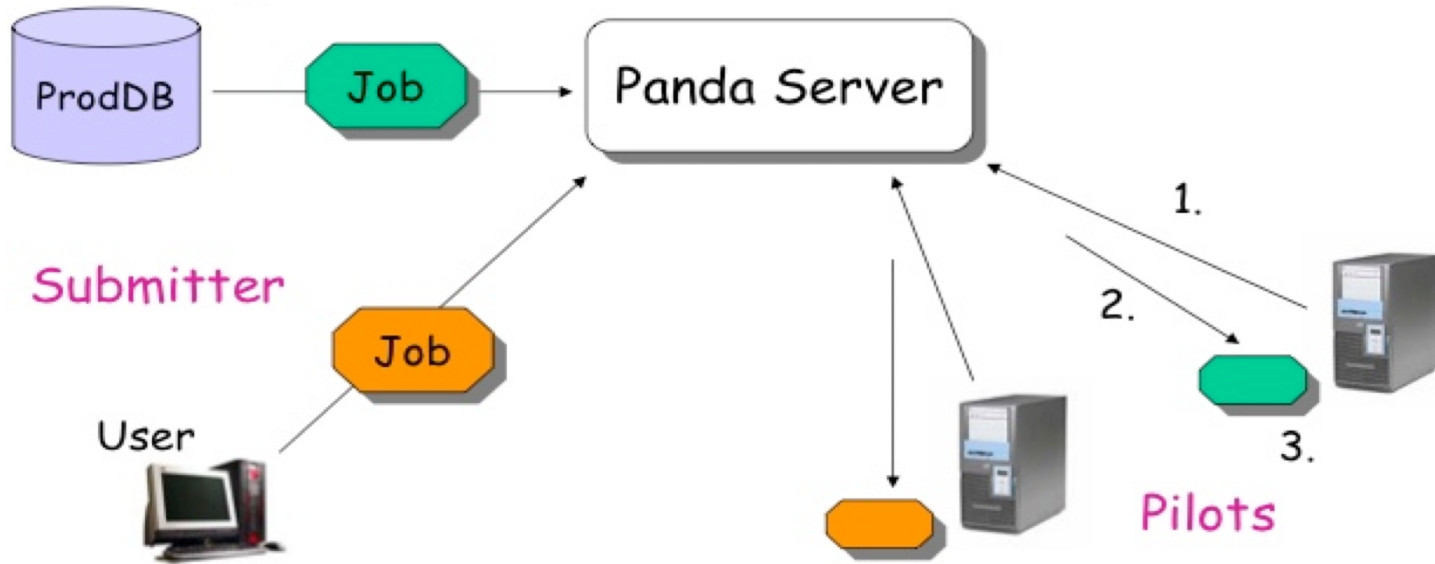 ProdDB
Job
Panda Server
1.
Submitter
2.
Job
User
3.
Pilots